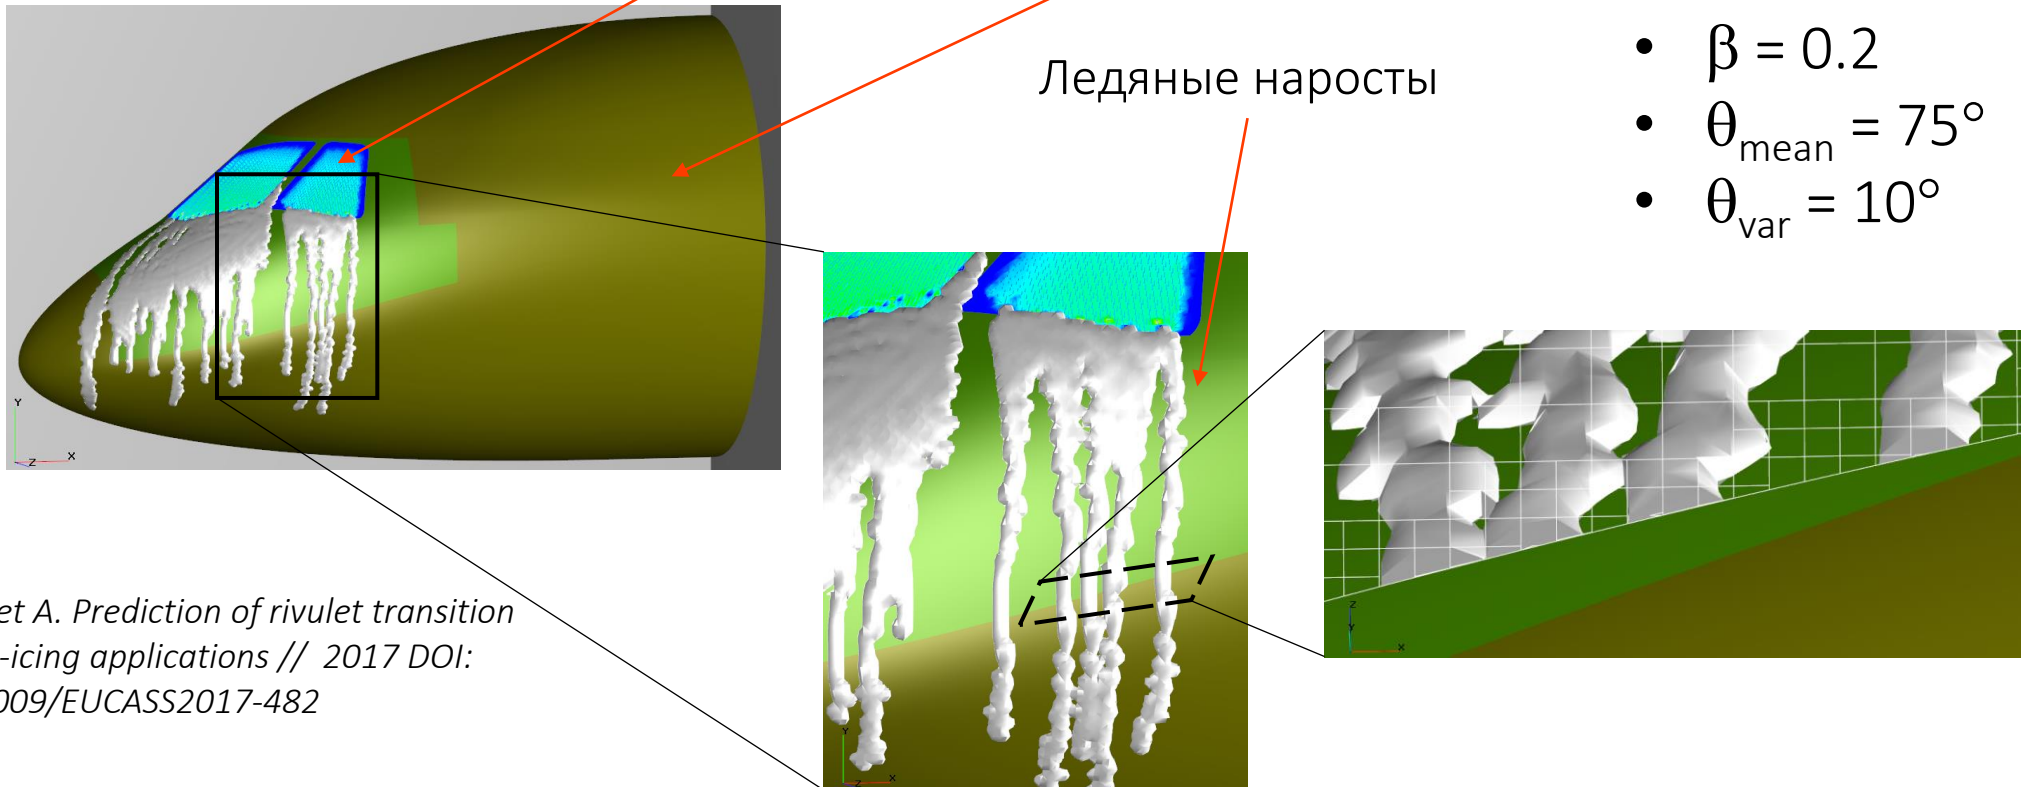 Ледяные наросты
• β = 0.2
• θmean = 75°
• θvar = 10°
et A. Prediction of rivulet transition
-icing applications // 2017 DOI:
009/EUCASS2017-482
Y
Z
X
Y
Z
X
Z
Y
X